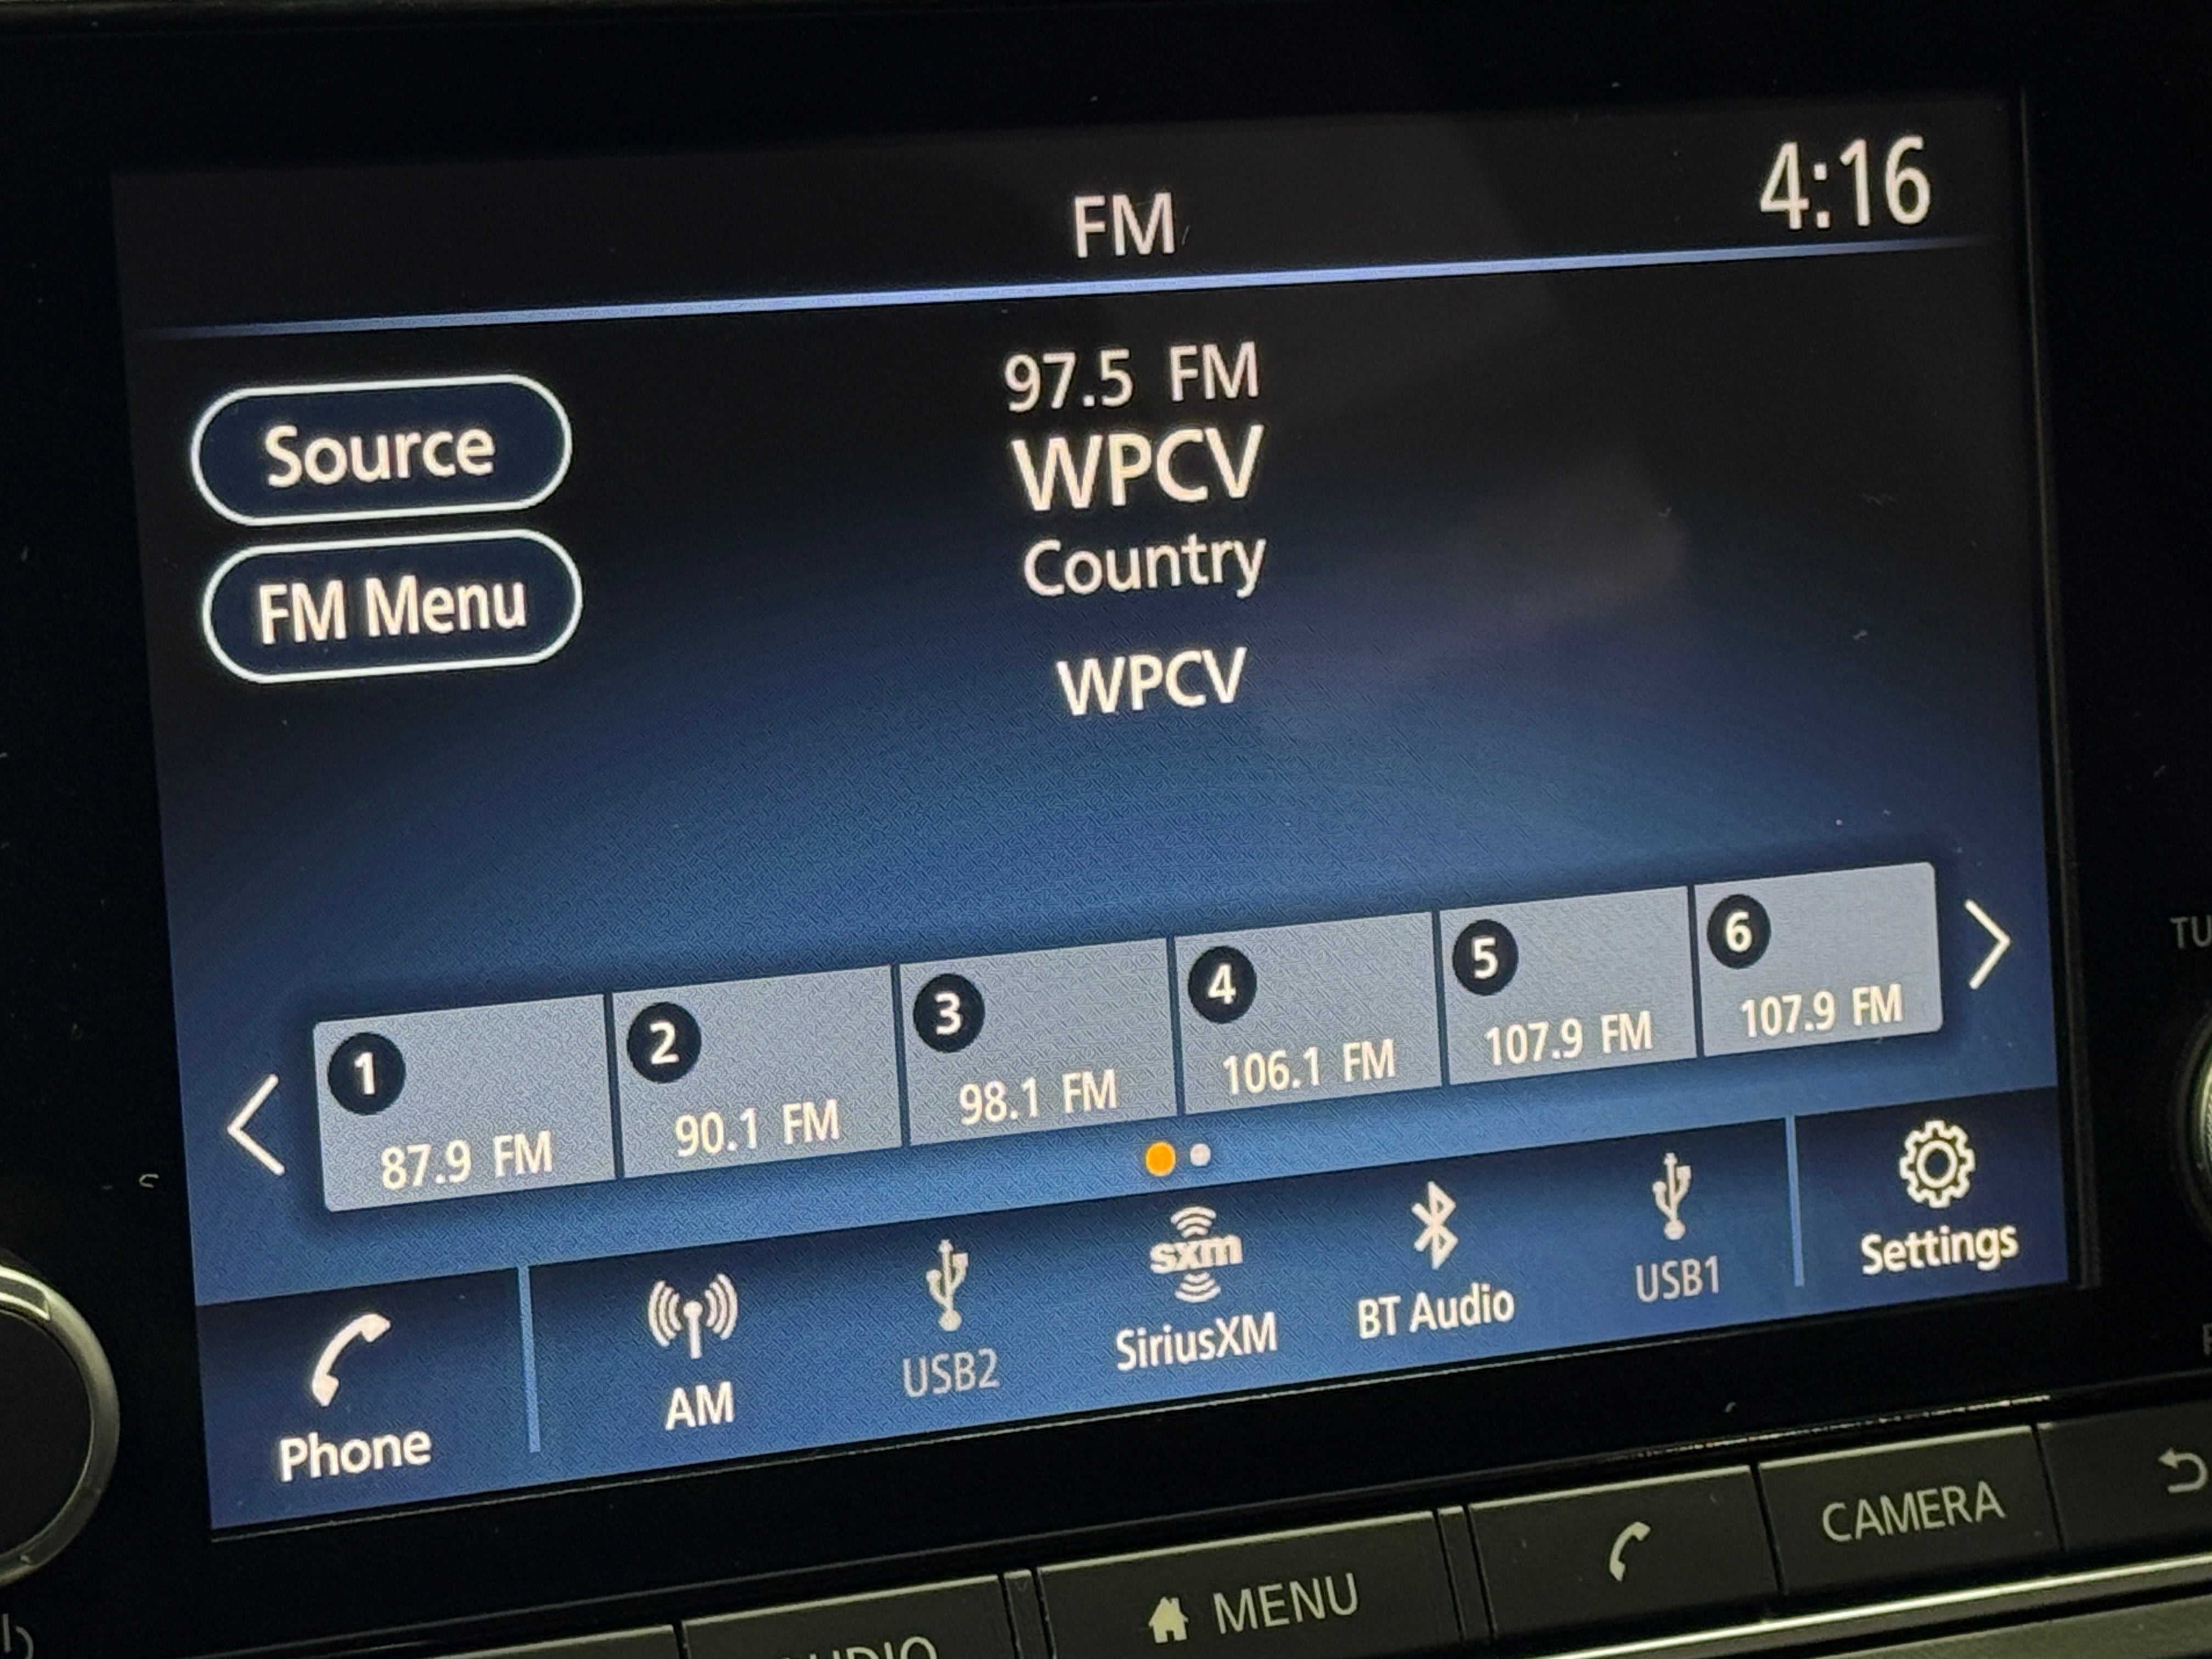 FM
4:16
97.5 FM
WPCV
Country
WPCV
Source
FM Menu
1
87.9 FM
2
90.1 FM
3
98.1 FM
4
106.1 FM
5
107.9 FM
6
107.9 FM
Phone
AM
USB2
sxm
SiriusXM
BT Audio
USB1
Settings
MENU
CAMERA
TU